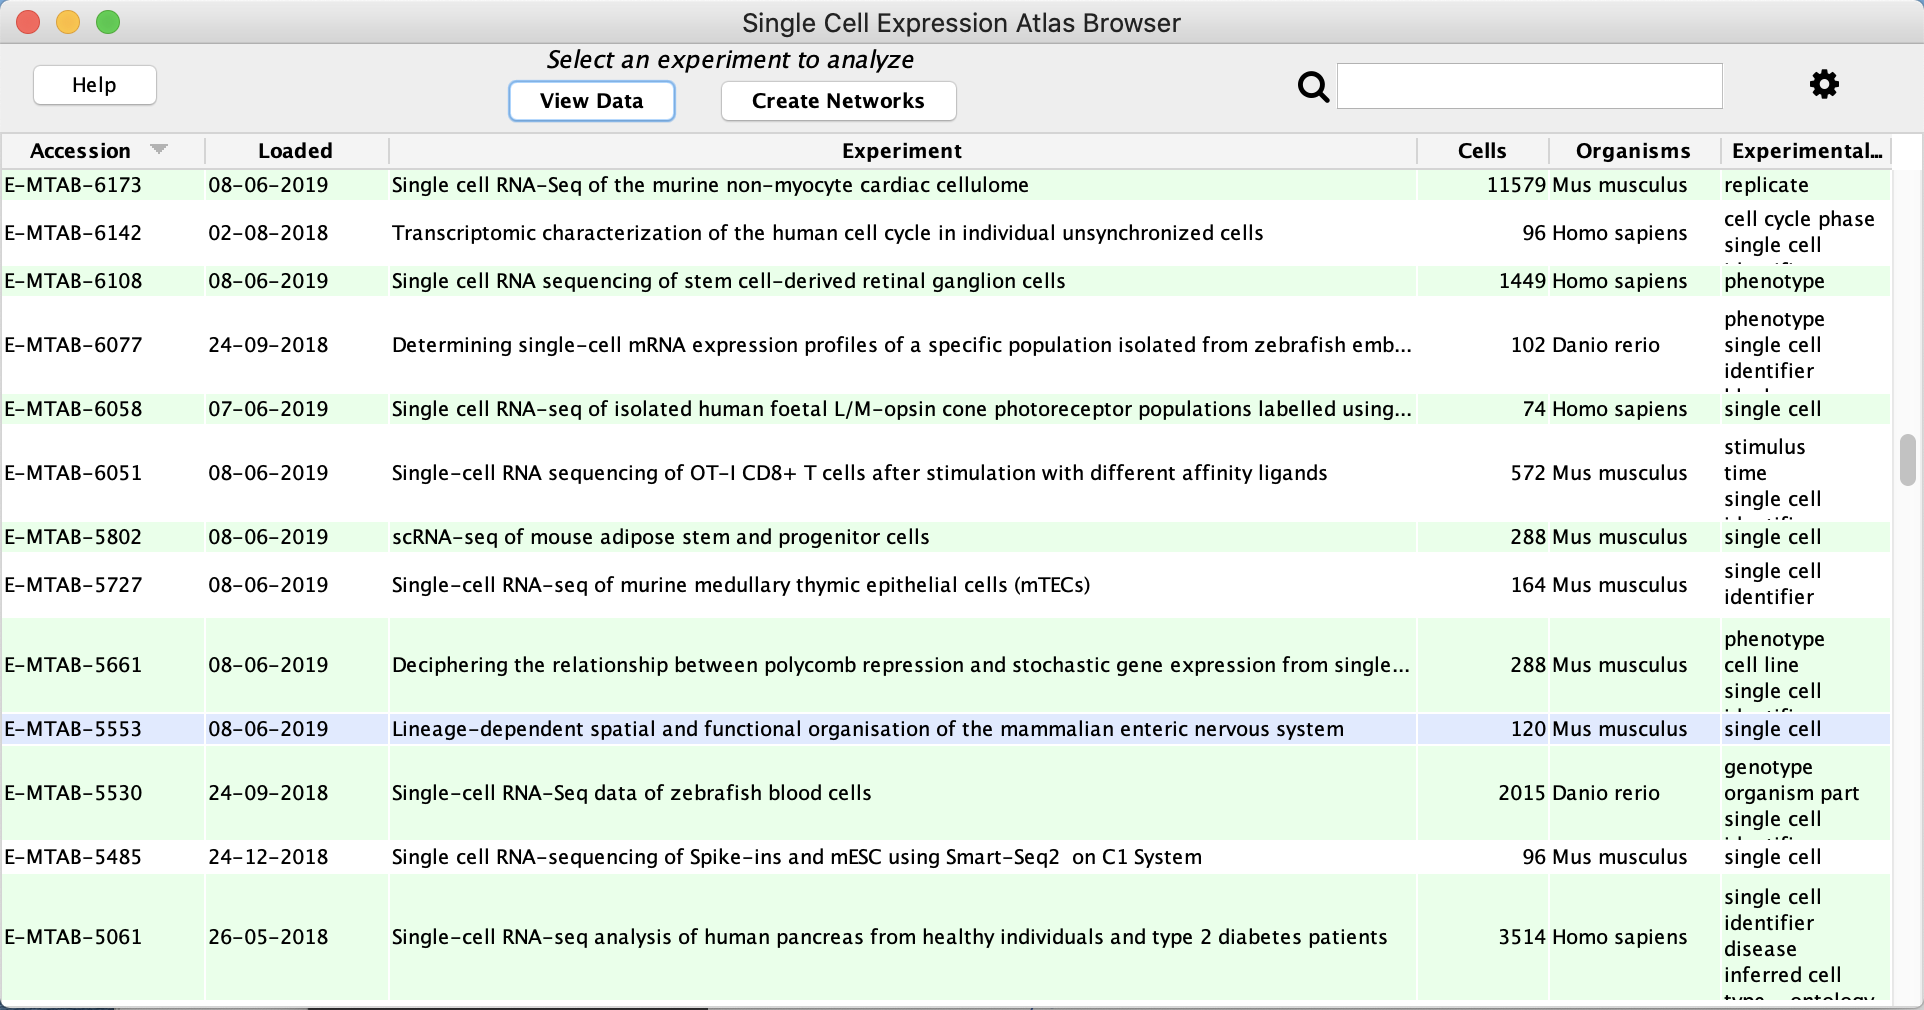 Single Cell Expression Atlas Browser
Select an experiment to analyze
Help
View Data
Create Networks
Accession Loaded Experiment Cells Organisms Experimental...
E-MTAB-6173 08-06-2019 Single cell RNA-Seq of the murine non-myocyte cardiac cellulome 11579 Mus musculus replicate
E-MTAB-6142 02-08-2018 Transcriptomic characterization of the human cell cycle in individual unsynchronized cells 96 Homo sapiens cell cycle phase
single cell
E-MTAB-6108 08-06-2019 Single cell RNA sequencing of stem cell-derived retinal ganglion cells 1449 Homo sapiens phenotype
E-MTAB-6077 24-09-2018 Determining single-cell mRNA expression profiles of a specific population isolated from zebrafish emb... 102 Danio rerio phenotype
single cell
identifier
E-MTAB-6058 07-06-2019 Single cell RNA-seq of isolated human foetal L/M-opsin cone photoreceptor populations labelled using... 74 Homo sapiens single cell
E-MTAB-6051 08-06-2019 Single-cell RNA sequencing of OT-I CD8+ T cells after stimulation with different affinity ligands 572 Mus musculus stimulus
time
single cell
E-MTAB-5802 08-06-2019 scRNA-seq of mouse adipose stem and progenitor cells 288 Mus musculus single cell
E-MTAB-5727 08-06-2019 Single-cell RNA-seq of murine medullary thymic epithelial cells (mTECs) 164 Mus musculus single cell
identifier
E-MTAB-5661 08-06-2019 Deciphering the relationship between polycomb repression and stochastic gene expression from single... 288 Mus musculus phenotype
cell line
single cell
E-MTAB-5553 08-06-2019 Lineage-dependent spatial and functional organisation of the mammalian enteric nervous system 120 Mus musculus single cell
E-MTAB-5530 24-09-2018 Single-cell RNA-Seq data of zebrafish blood cells 2015 Danio rerio genotype
organism part
single cell
E-MTAB-5485 24-12-2018 Single cell RNA-sequencing of Spike-ins and mESC using Smart-Seq2  on C1 System 96 Mus musculus single cell
E-MTAB-5061 26-05-2018 Single-cell RNA-seq analysis of human pancreas from healthy individuals and type 2 diabetes patients 3514 Homo sapiens single cell
identifier
disease
inferred cell